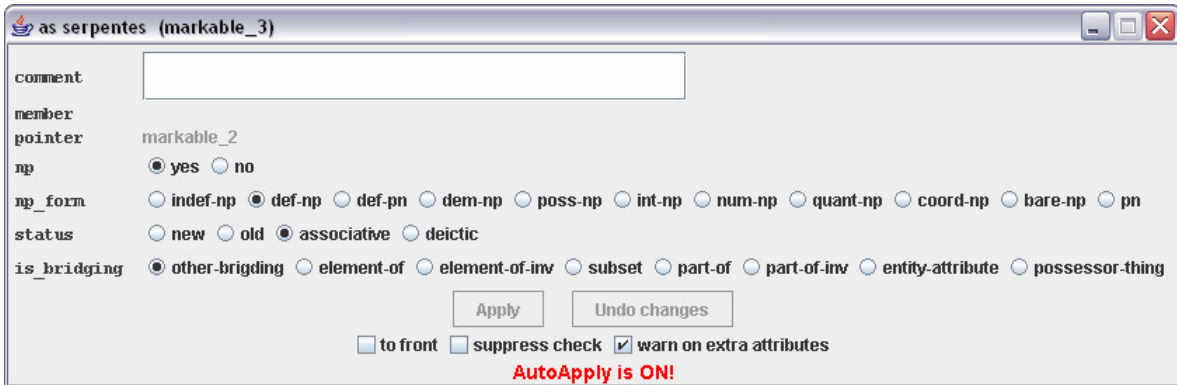 as serpentes (markable_3)
comment
member
pointer markable_2
np yes no
np_form indef-np def-np def-pn dem-np poss-np int-np num-np quant-np coord-np bare-np pn
status new old associative deictic
is_bridging other-brigding element-of element-of-inv subset part-of part-of-inv entity-attribute possessor-thing
Apply Undo changes
to front suppress check warn on extra attributes
AutoApply is ON!